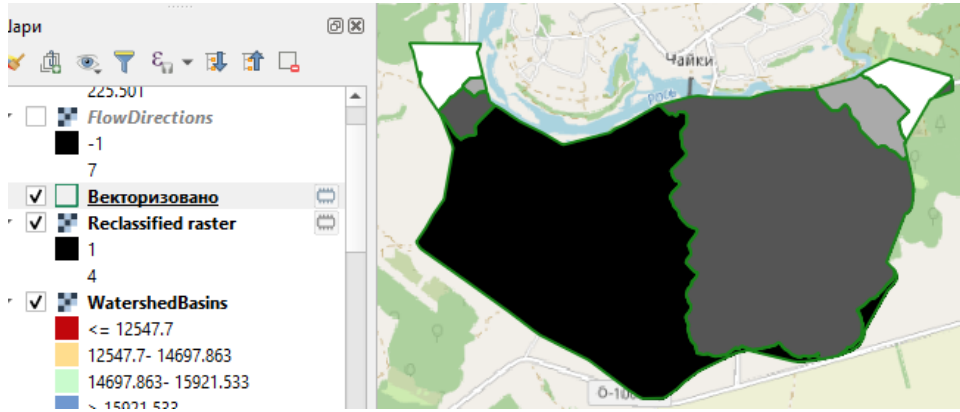 Шари
225.501
FlowDirections
-1
7
Векторизовано
Reclassified raster
1
4
WatershedBasins
<= 12547.7
12547.7- 14697.863
14697.863- 15921.533
> 15921.533
Чайки
Рось